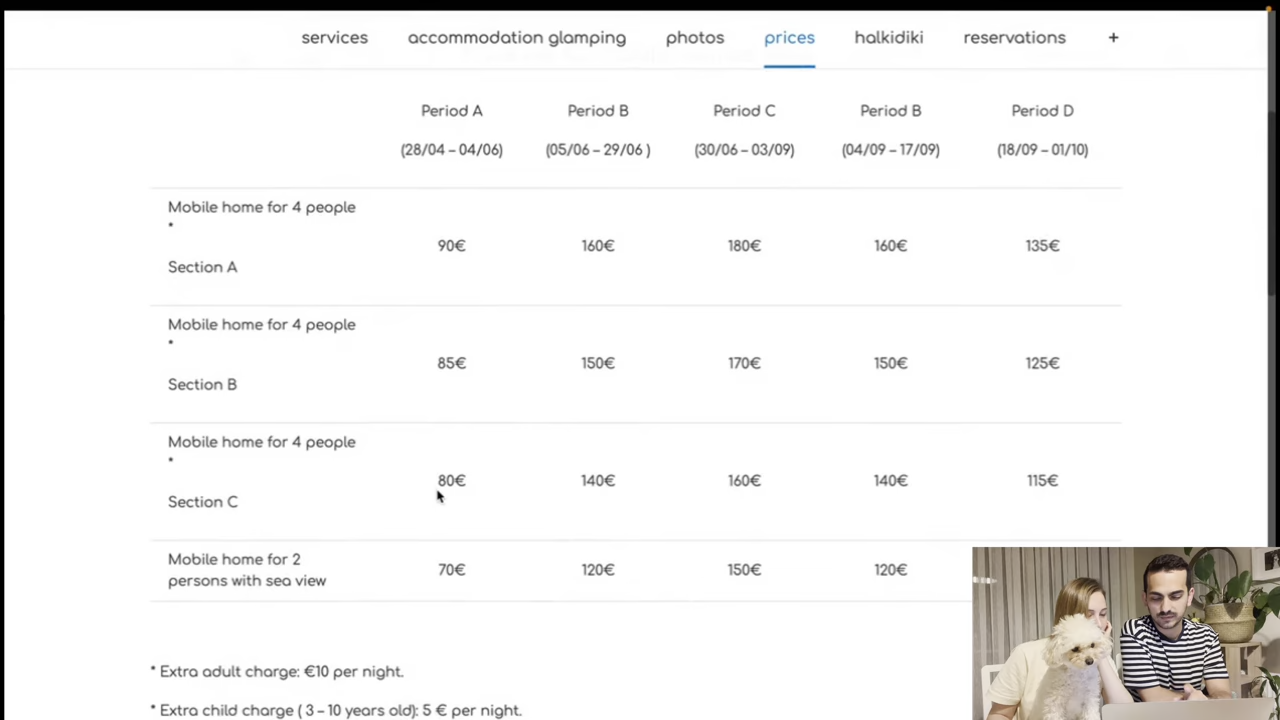 services accommodation glamping photos prices halkidiki reservations +
Period A Period B Period C Period B Period D
(28/04 – 04/06) (05/06 – 29/06 ) (30/06 – 03/09) (04/09 – 17/09) (18/09 – 01/10)
Mobile home for 4 people
*
90€ 160€ 180€ 160€ 135€
Section A
Mobile home for 4 people
*
85€ 150€ 170€ 150€ 125€
Section B
Mobile home for 4 people
*
80€ 140€ 160€ 140€ 115€
Section C
Mobile home for 2
70€ 120€ 150€ 120€
persons with sea view
* Extra adult charge: €10 per night.
* Extra child charge ( 3 – 10 years old): 5 € per night.